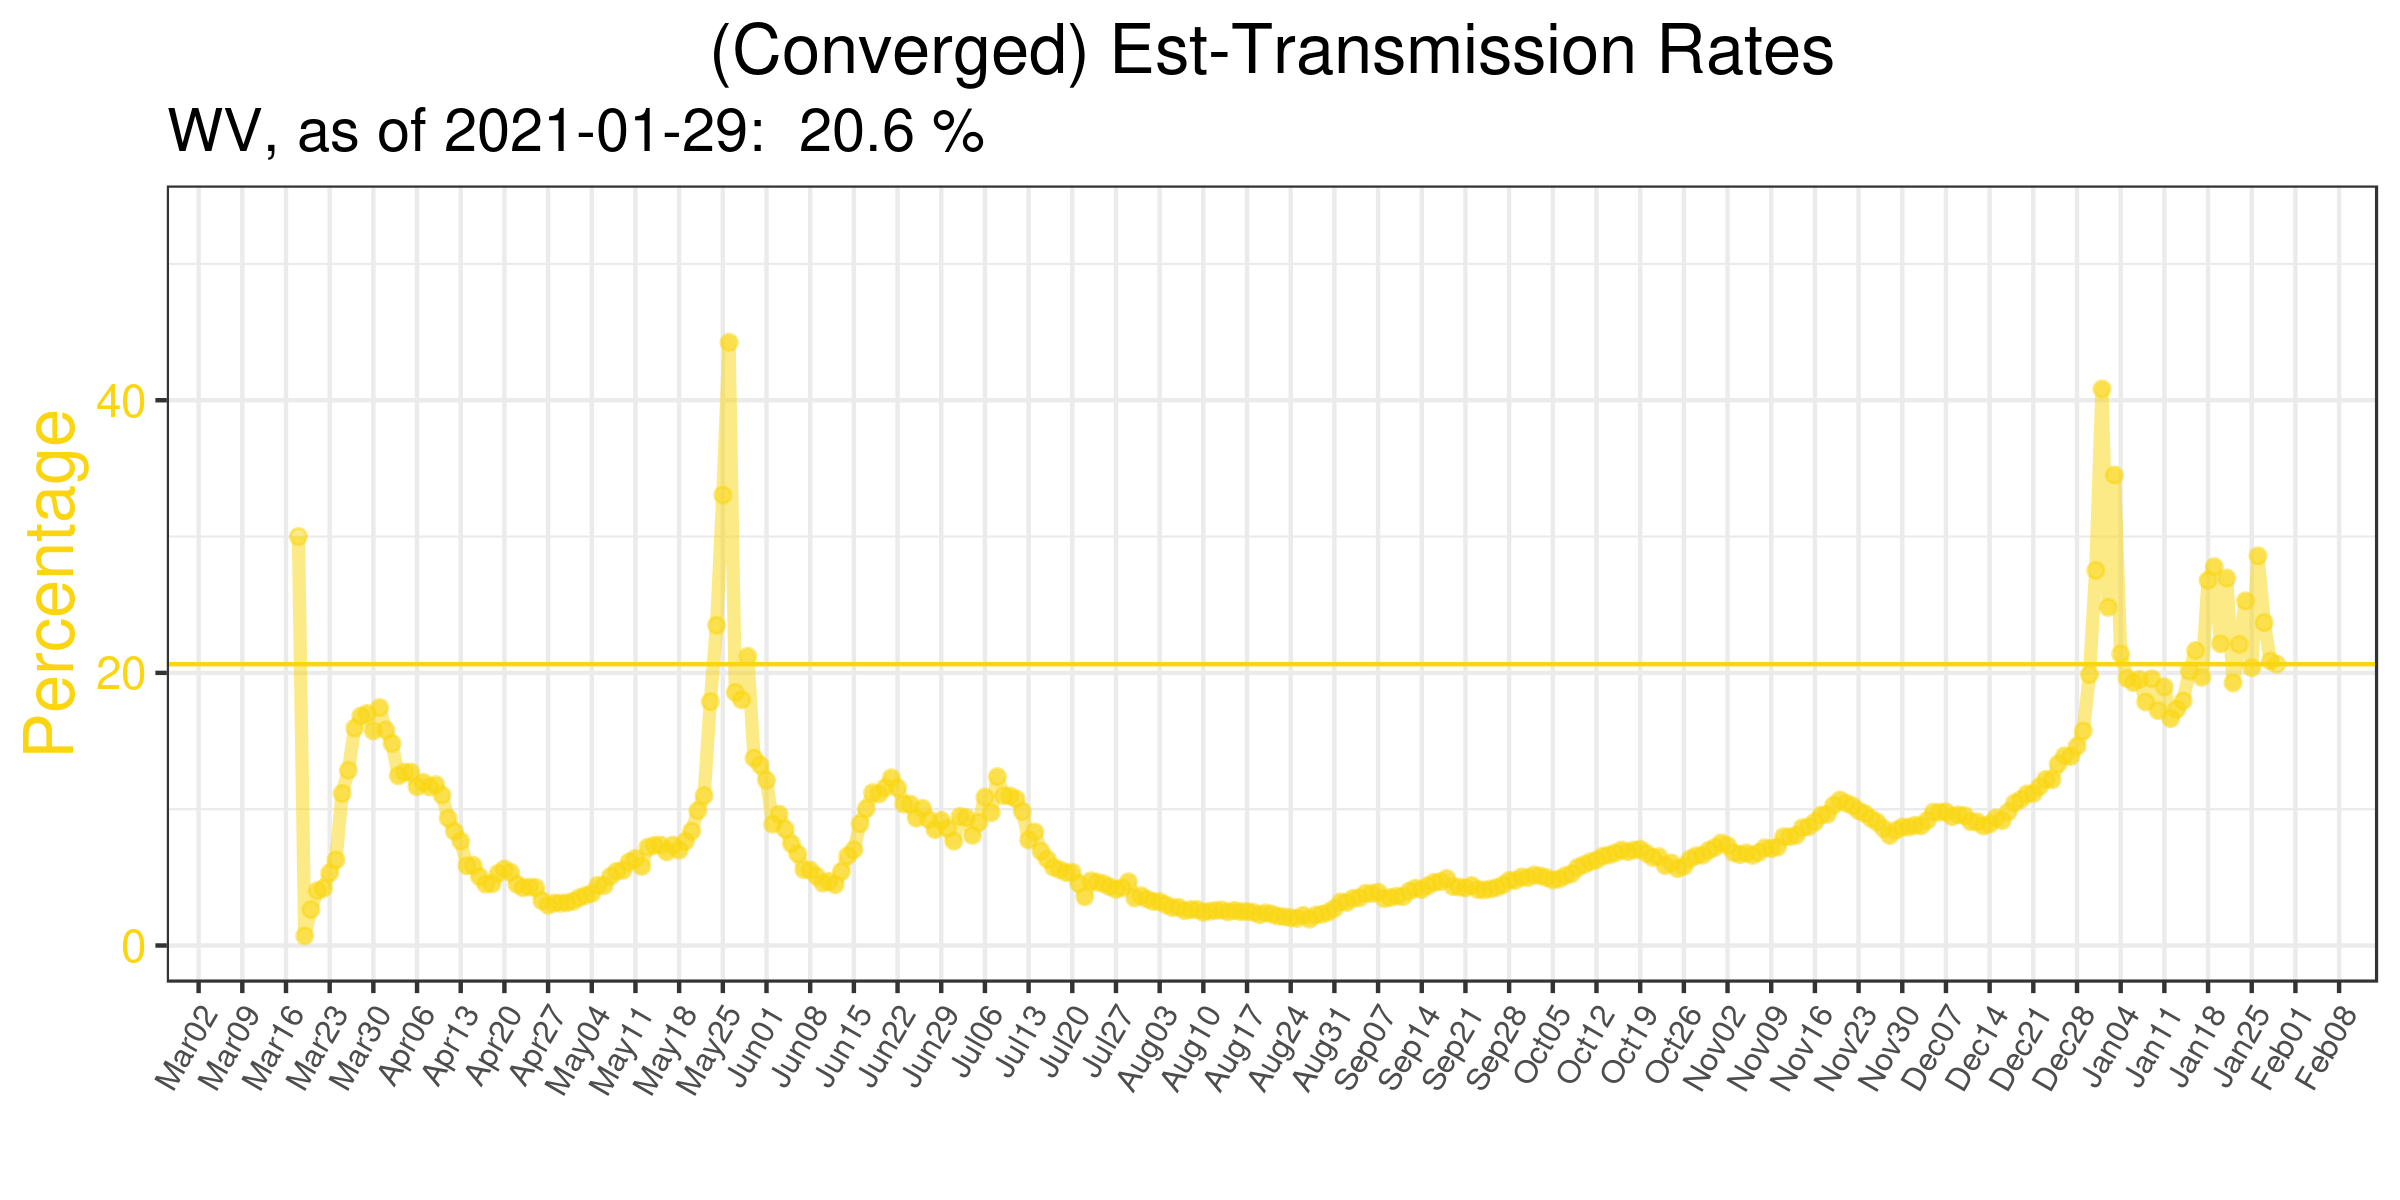 (Converged) Est-Transmission Rates
WV, as of 2021-01-29:  20.6 %
Percentage
40
20
0
Mar02
Mar09
Mar16
Mar23
Mar30
Apr06
Apr13
Apr20
Apr27
May04
May11
May18
May25
Jun01
Jun08
Jun15
Jun22
Jun29
Jul06
Jul13
Jul20
Jul27
Aug03
Aug10
Aug17
Aug24
Aug31
Sep07
Sep14
Sep21
Sep28
Oct05
Oct12
Oct19
Oct26
Nov02
Nov09
Nov16
Nov23
Nov30
Dec07
Dec14
Dec21
Dec28
Jan04
Jan11
Jan18
Jan25
Feb01
Feb08